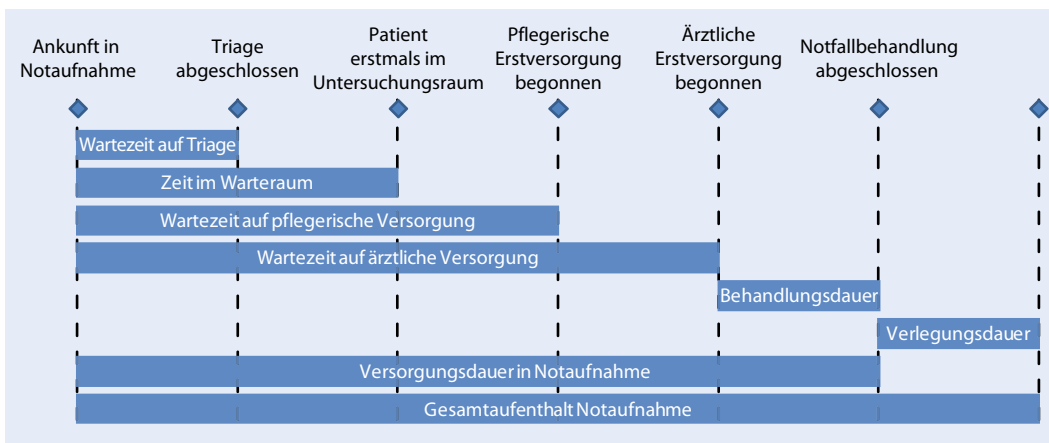 Ankunft in
Notaufnahme
Triage
abgeschlossen
Patient
erstmals im
Untersuchungsraum
Pflegerische
Erstversorgung
begonnen
Ärztliche
Erstversorgung
begonnen
Notfallbehandlung
abgeschlossen
Wartezeit auf Triage
Zeit im Warteraum
Wartezeit auf pflegerische Versorgung
Wartezeit auf ärztliche Versorgung
Behandlungsdauer
Verlegungsdauer
Versorgungsdauer in Notaufnahme
Gesamtaufenthalt Notaufnahme